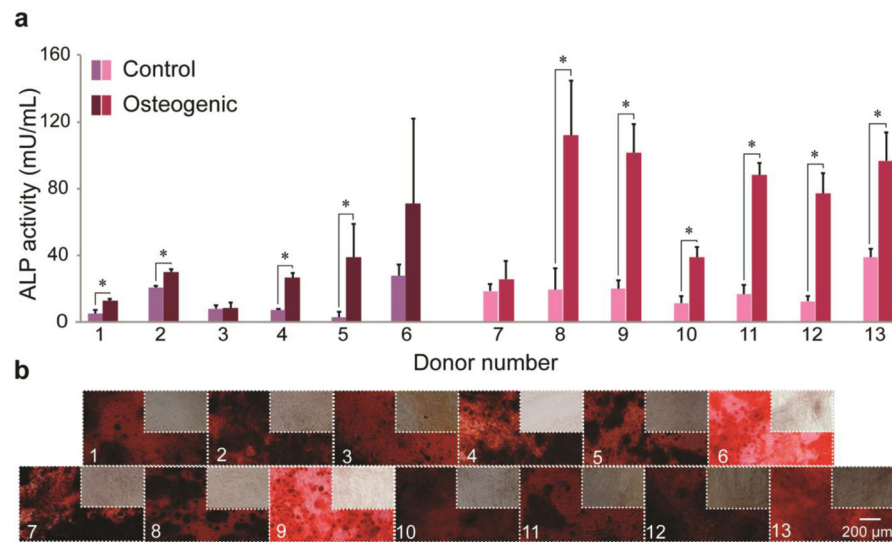 a
ALP activity (mU/mL)
160
120
80
40
0
Control
Osteogenic
* * * * * * * * * *
1 2 3 4 5 6 7 8 9 10 11 12 13
Donor number
b
1 2 3 4 5 6
7 8 9 10 11 12 13
200 µm